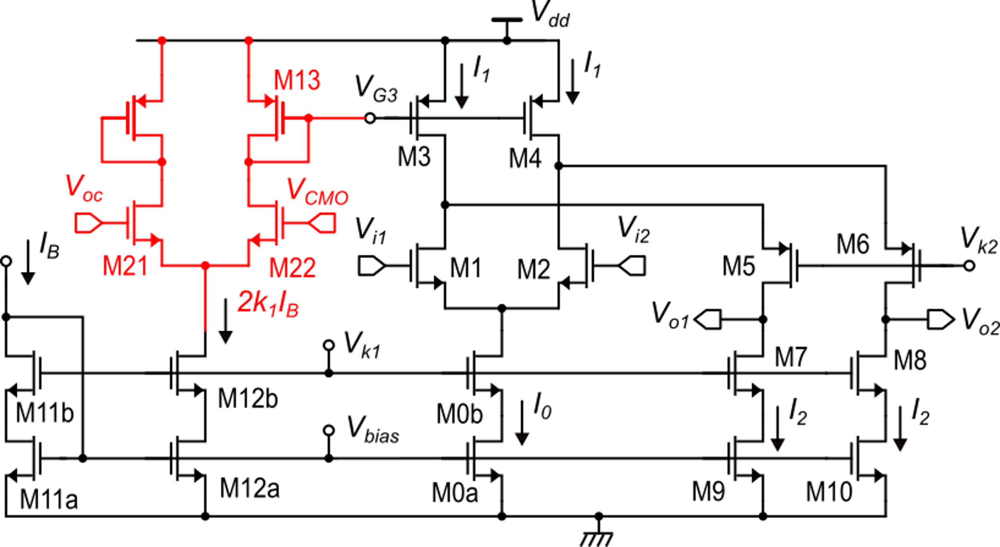 Vdd
I1
I1
M13
VG3
M3
M4
Voc
VCMO
Vi1
Vi2
Vk2
IB
M21
M22
M1
M2
M5
M6
2k1IB
Vo1
Vo2
Vk1
M7
M8
M11b
M12b
M0b
I0
I2
I2
Vbias
M11a
M12a
M0a
M9
M10